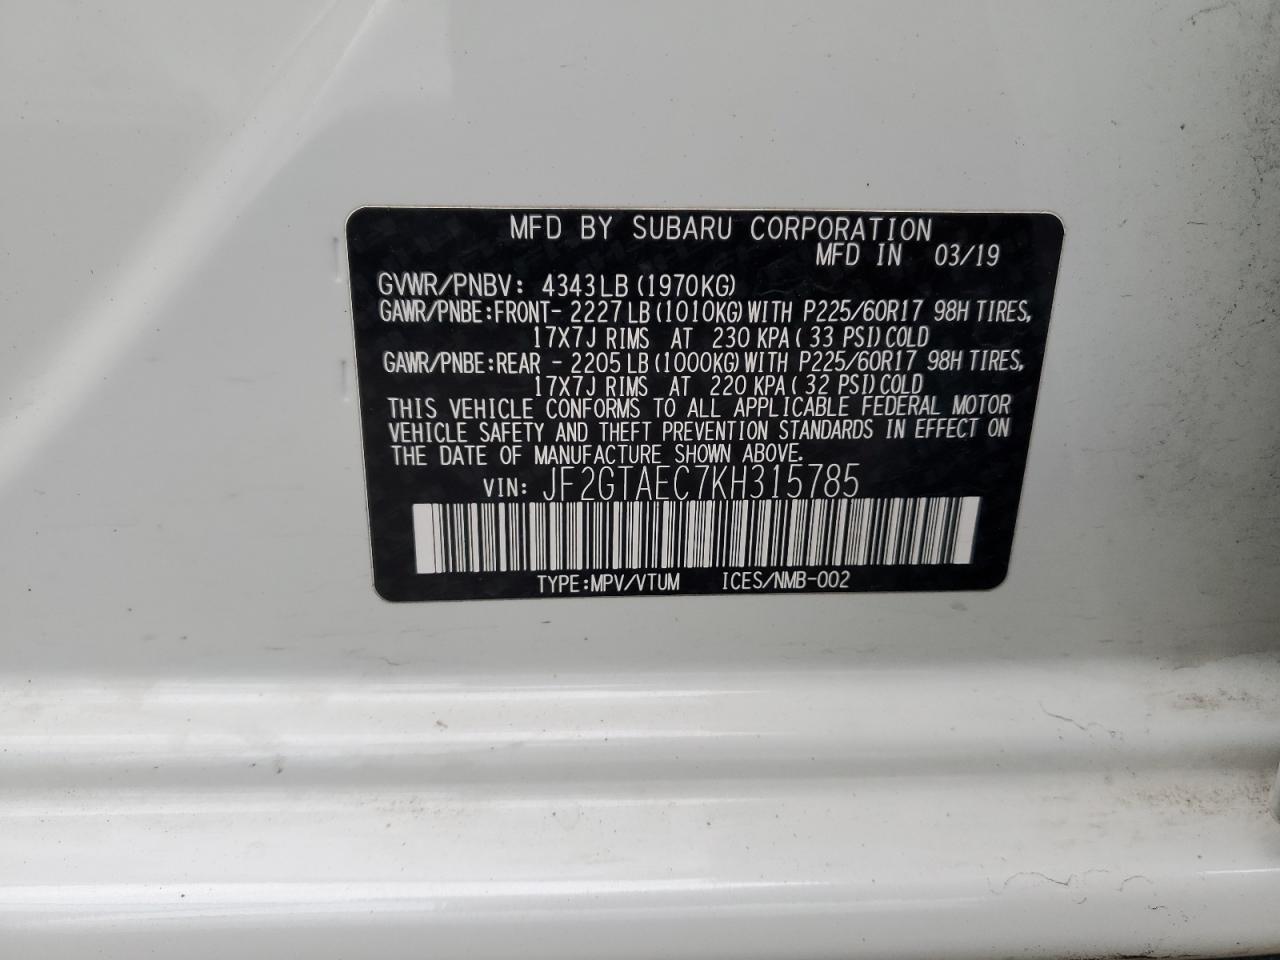 MFD BY SUBARU CORPORATION
MFD IN 03/19
GVWR/PNBV: 4343LB (1970KG)
GAWR/PNBE:FRONT- 2227 LB (1010KG) WITH P225/60R17 98H TIRES,
17X7J RIMS AT 230 KPA ( 33 PSI) COLD
GAWR/PNBE:REAR - 2205 LB (1000KG) WITH P225/60R17 98H TIRES,
17X7J RIMS AT 220 KPA ( 32 PSI) COLD
THIS VEHICLE CONFORMS TO ALL APPLICABLE FEDERAL MOTOR
VEHICLE SAFETY AND THEFT PREVENTION STANDARDS IN EFFECT ON
THE DATE OF MANUFACTURE SHOWN ABOVE.
VIN: JF2GTAEC7KH315785
TYPE:MPV/VTUM ICES/NMB-002